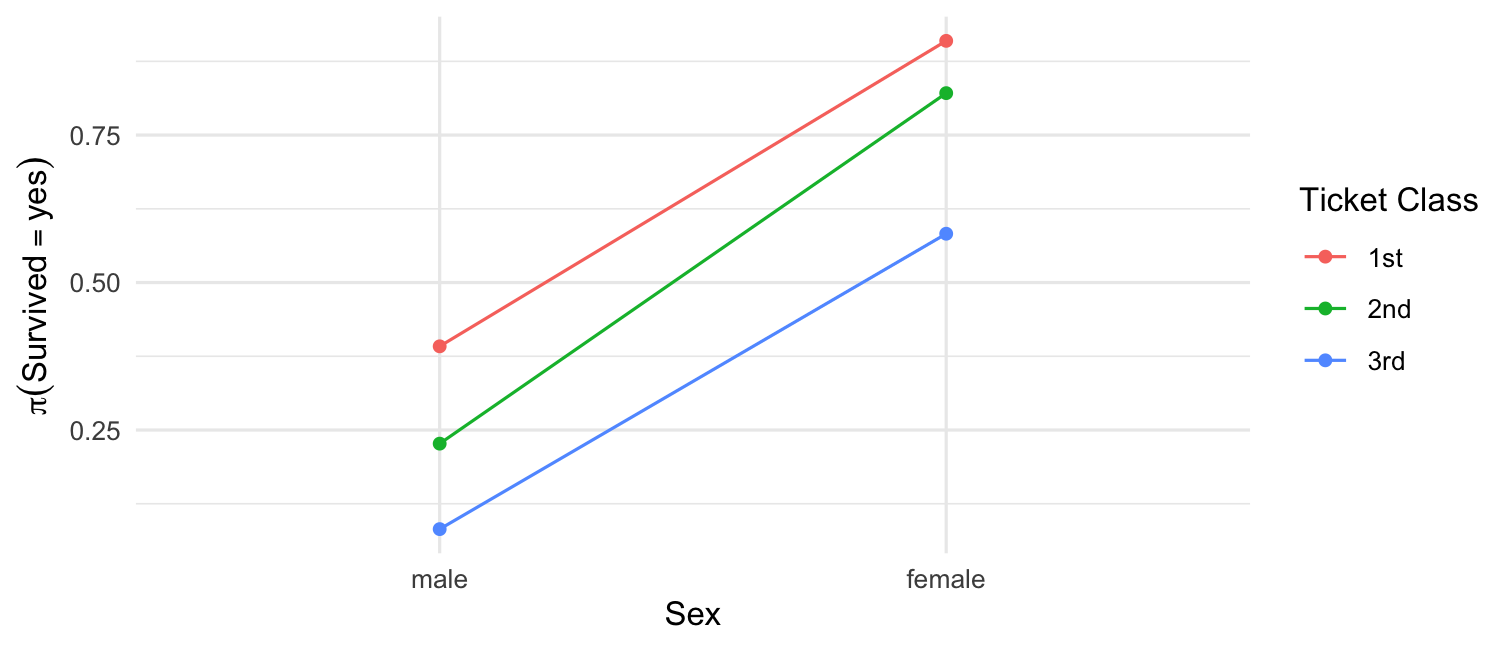 π(Survived = yes)
0.75
0.50
0.25
male
female
Sex
Ticket Class
1st
2nd
3rd